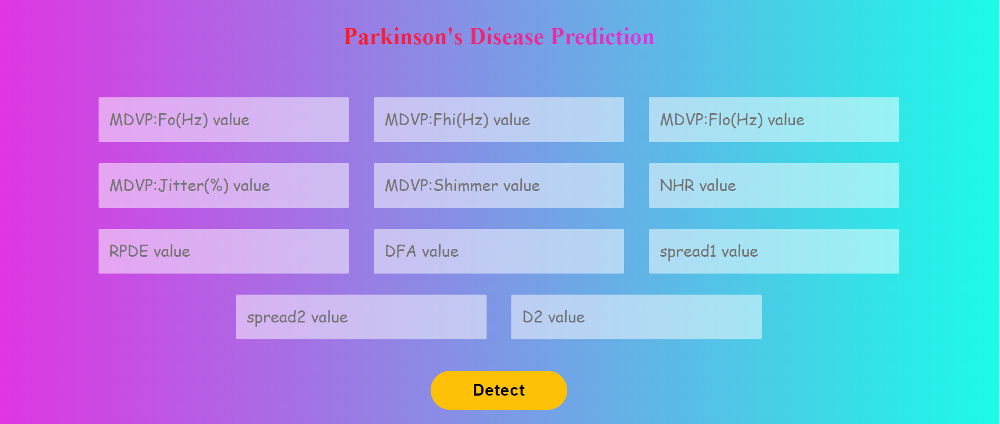 Parkinson's Disease Prediction
MDVP:Fo(Hz) value
MDVP:Fhi(Hz) value
MDVP:Flo(Hz) value
MDVP:Jitter(%) value
MDVP:Shimmer value
NHR value
RPDE value
DFA value
spread1 value
spread2 value
D2 value
Detect